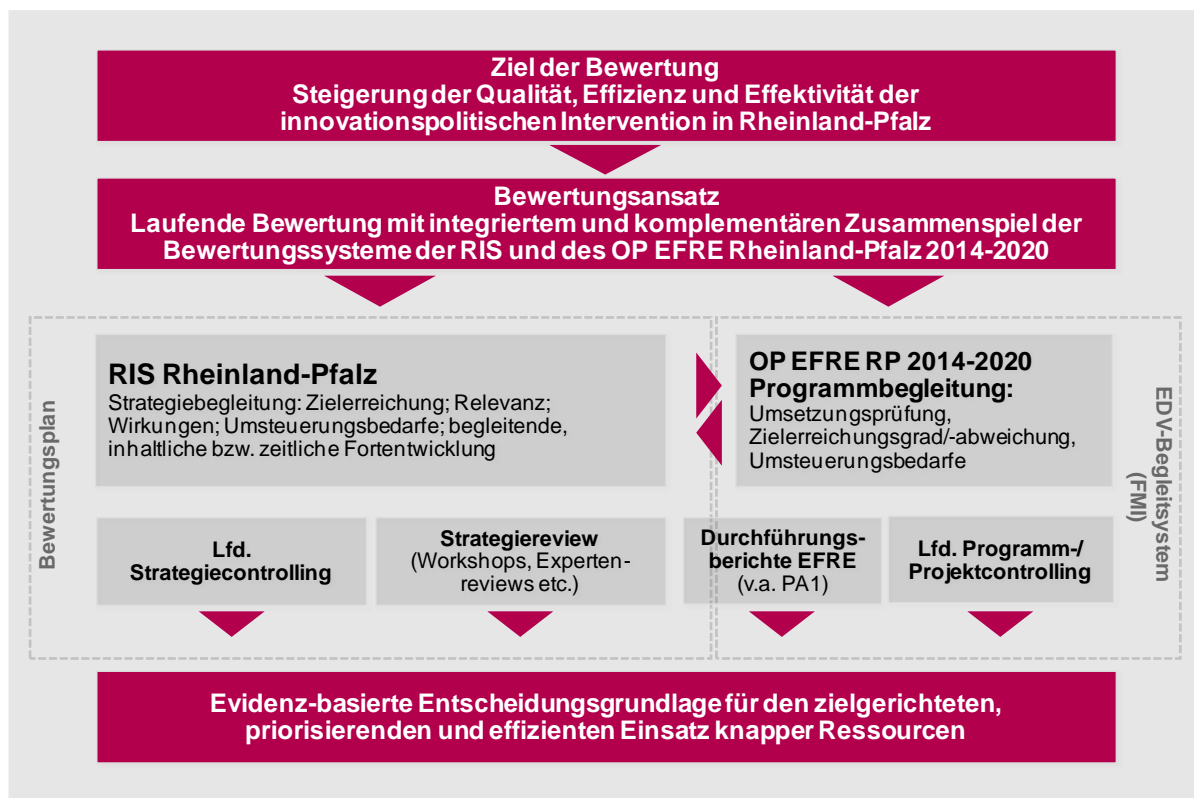 Ziel der Bewertung
Steigerung der Qualität, Effizienz und Effektivität der
innovationspolitischen Intervention in Rheinland-Pfalz
Bewertungsansatz
Laufende Bewertung mit integriertem und komplementären Zusammenspiel der
Bewertungssysteme der RIS und des OP EFRE Rheinland-Pfalz 2014-2020
Bewertungsplan
RIS Rheinland-Pfalz
Strategiebegleitung: Zielerreichung; Relevanz;
Wirkungen; Umsteuerungsbedarfe; begleitende,
inhaltliche bzw. zeitliche Fortentwicklung
OP EFRE RP 2014-2020
Programmbegleitung:
Umsetzungsprüfung,
Zielerreichungsgrad/-abweichung,
Umsteuerungsbedarfe
EDV-Begleitsystem
(FMI)
Lfd.
Strategiecontrolling
Strategiereview
(Workshops, Experten-
reviews etc.)
Durchführungs-
berichte EFRE
(v.a. PA1)
Lfd. Programm-/
Projektcontrolling
Evidenz-basierte Entscheidungsgrundlage für den zielgerichteten,
priorisierenden und effizienten Einsatz knapper Ressourcen